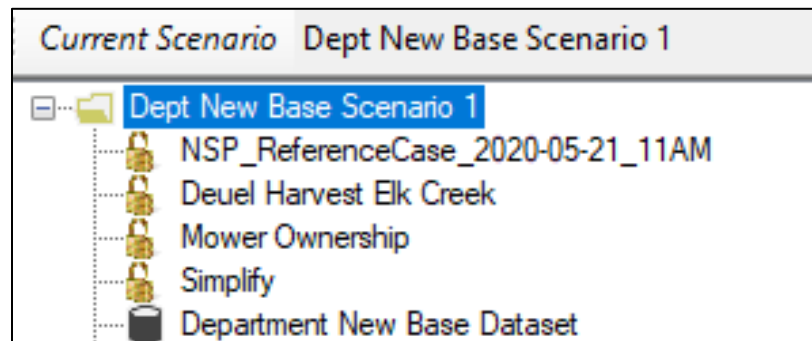 Current Scenario Dept New Base Scenario 1
Dept New Base Scenario 1
NSP_ReferenceCase_2020-05-21_11AM
Deuel Harvest Elk Creek
Mower Ownership
Simplify
Department New Base Dataset